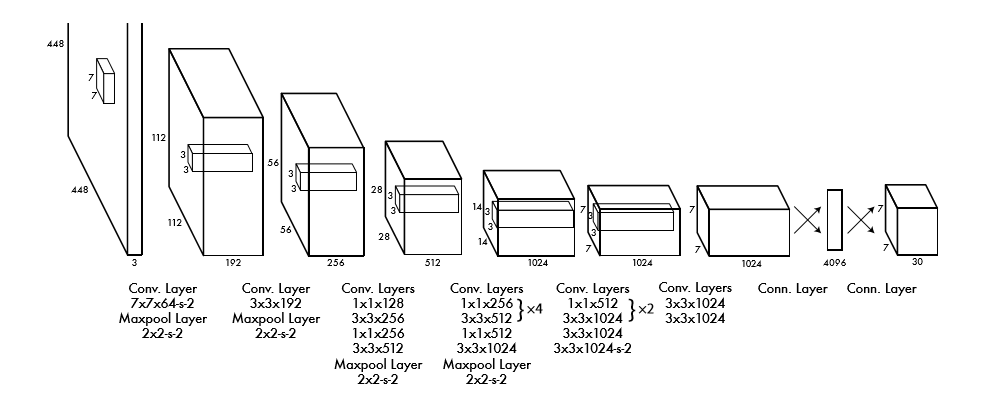 448
448
3
7
7
112
112
192
3
3
56
56
256
3
3
28
28
512
3
3
14
14
1024
3
3
7
7
1024
3
3
7
7
1024
4096
7
7
30
Conv. Layer
7x7x64-s-2
Maxpool Layer
2x2-s-2
Conv. Layer
3x3x192
Maxpool Layer
2x2-s-2
Conv. Layers
1x1x128
3x3x256
1x1x256
3x3x512
Maxpool Layer
2x2-s-2
Conv. Layers
1x1x256
3x3x512
}×4
1x1x512
3x3x1024
Maxpool Layer
2x2-s-2
Conv. Layers
1x1x512
3x3x1024
}×2
3x3x1024
3x3x1024-s-2
Conv. Layers
3x3x1024
3x3x1024
Conn. Layer
Conn. Layer